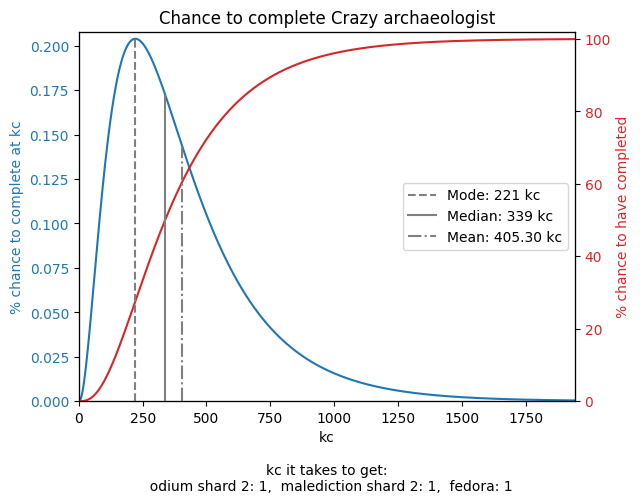 Chance to complete Crazy archaeologist
% chance to complete at kc
0.200
0.175
0.150
0.125
0.100
0.075
0.050
0.025
0.000
100
80
60
40
20
0
% chance to have completed
Mode: 221 kc
Median: 339 kc
Mean: 405.30 kc
0 250 500 750 1000 1250 1500 1750
kc
kc it takes to get:
odium shard 2: 1, malediction shard 2: 1, fedora: 1